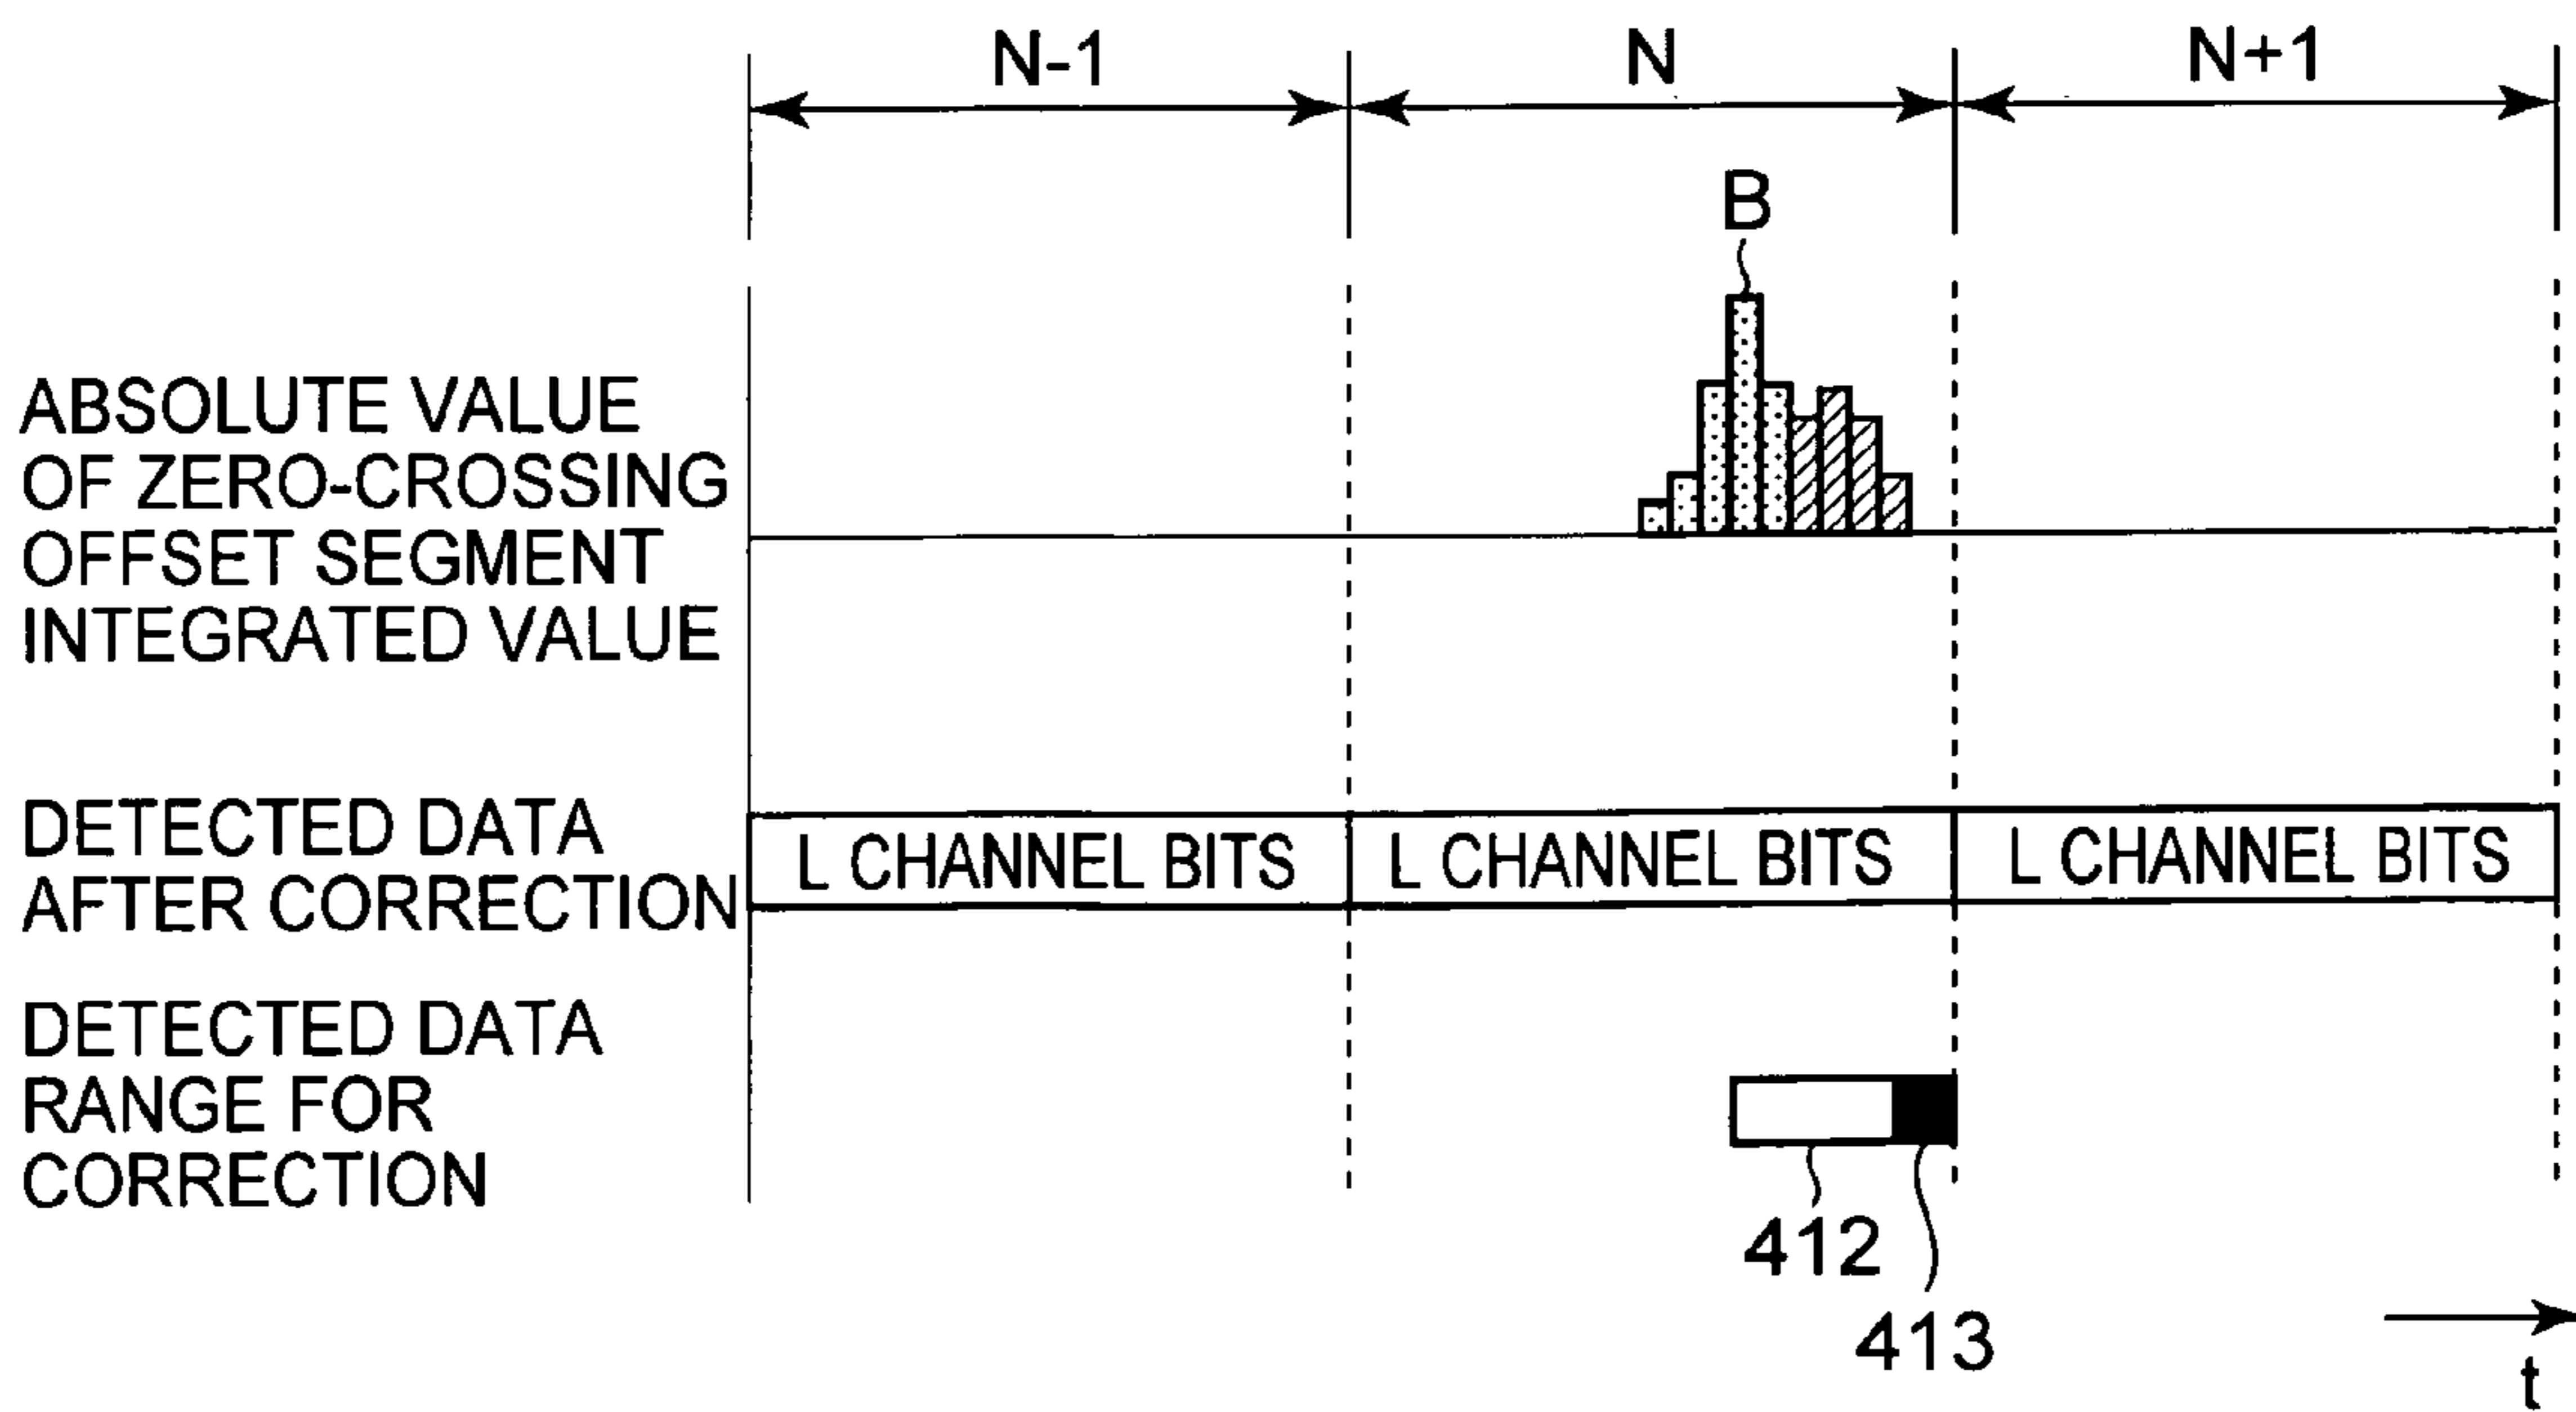 N-1
N
N+1
B
ABSOLUTE VALUE
OF ZERO-CROSSING
OFFSET SEGMENT
INTEGRATED VALUE
DETECTED DATA
AFTER CORRECTION
L CHANNEL BITS
L CHANNEL BITS
L CHANNEL BITS
DETECTED DATA
RANGE FOR
CORRECTION
412
413
t